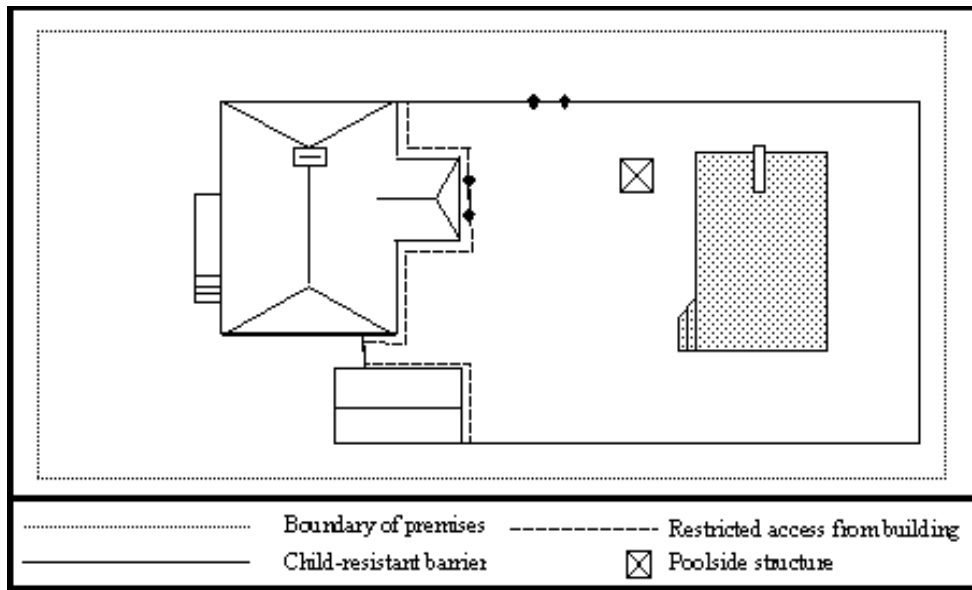 Boundary of premises
Restricted access from building
Child-resistant barrier
Poolside structure